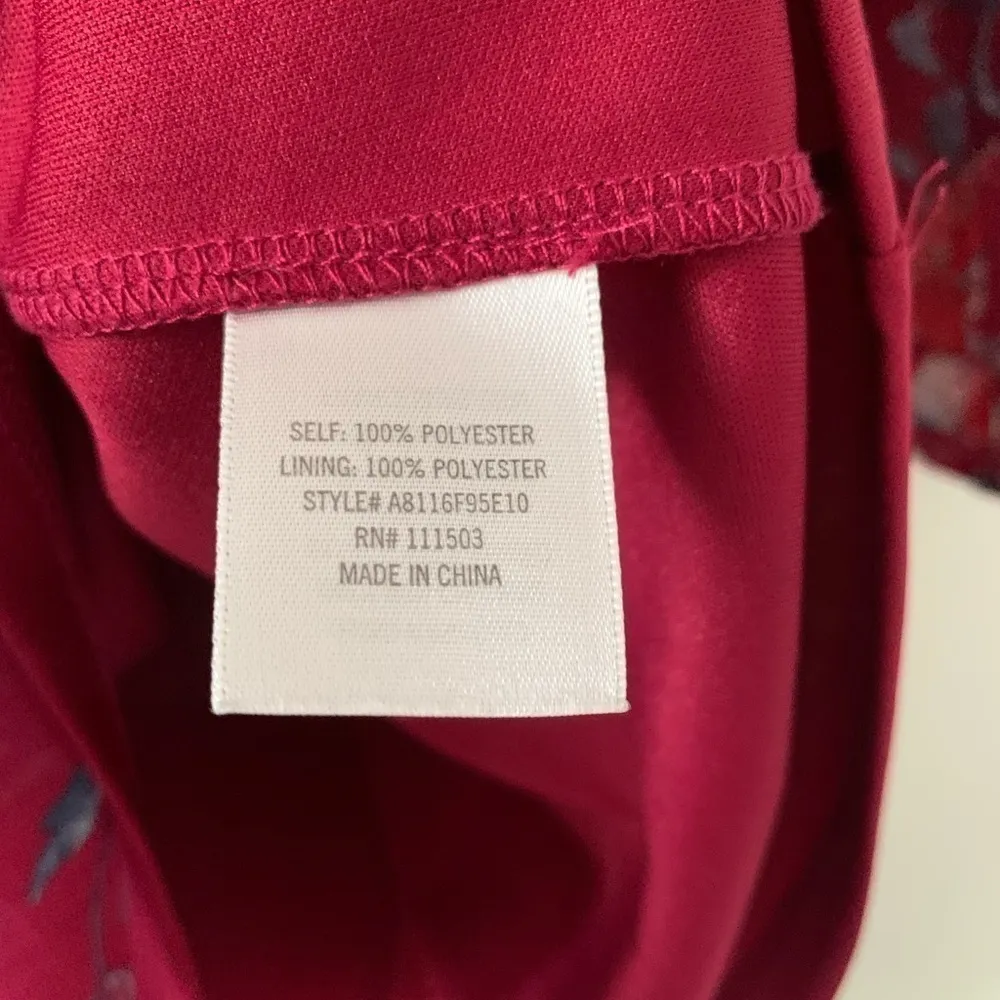 SELF: 100% POLYESTER
LINING: 100% POLYESTER
STYLE# A8116F95E10
RN# 111503
MADE IN CHINA